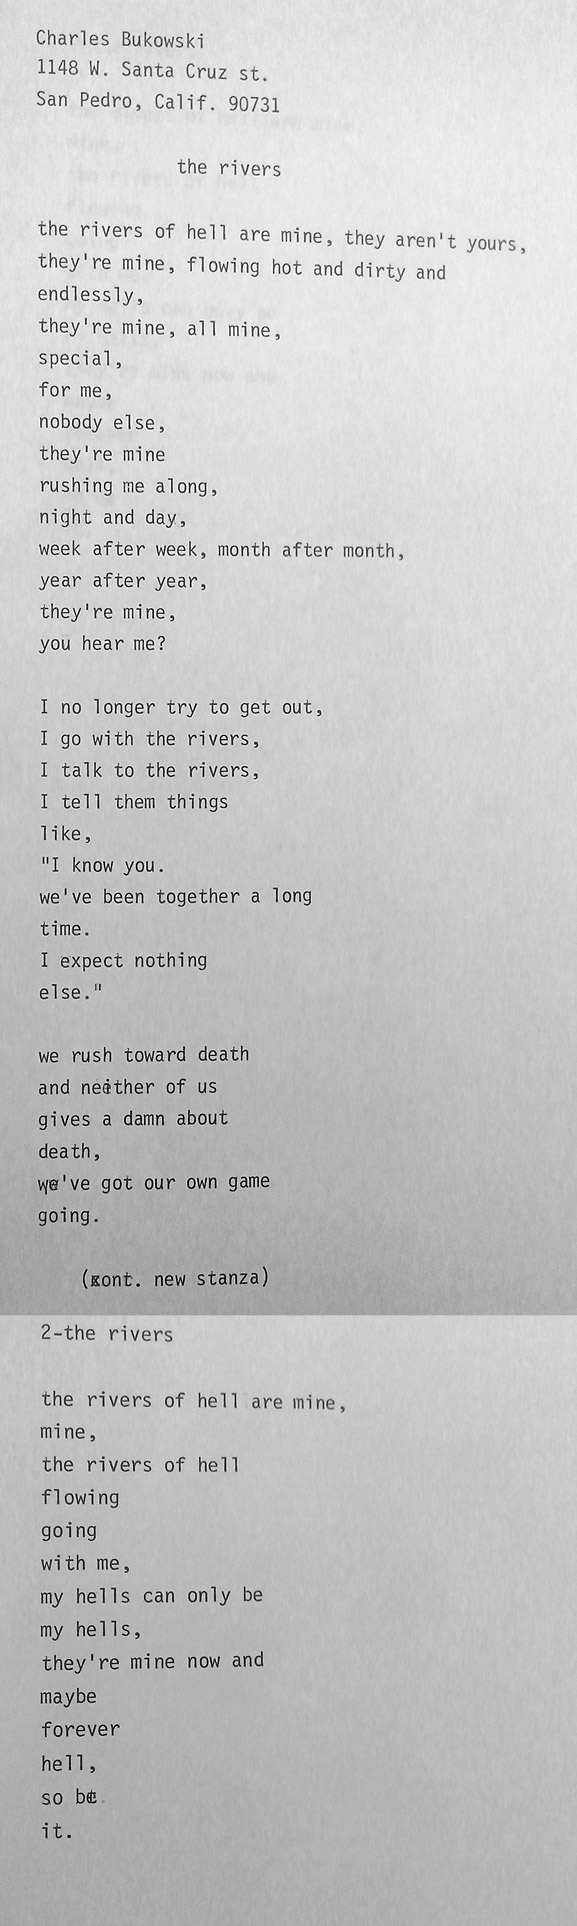 Charles Bukowski
1148 W. Santa Cruz st.
San Pedro, Calif. 90731
the rivers
the rivers of hell are mine, they aren't yours,
they're mine, flowing hot and dirty and
endlessly,
they're mine, all mine,
special,
for me,
nobody else,
they're mine
rushing me along,
night and day,
week after week, month after month,
year after year,
they're mine,
you hear me?
I no longer try to get out,
I go with the rivers,
I talk to the rivers,
I tell them things
like,
"I know you.
we've been together a long
time.
I expect nothing
else."
we rush toward death
and neither of us
gives a damn about
death,
we've got our own game
going.
(cont. new stanza)
2-the rivers
the rivers of hell are mine,
mine,
the rivers of hell
flowing
going
with me,
my hells can only be
my hells,
they're mine now and
maybe
forever
hell,
so be
it.